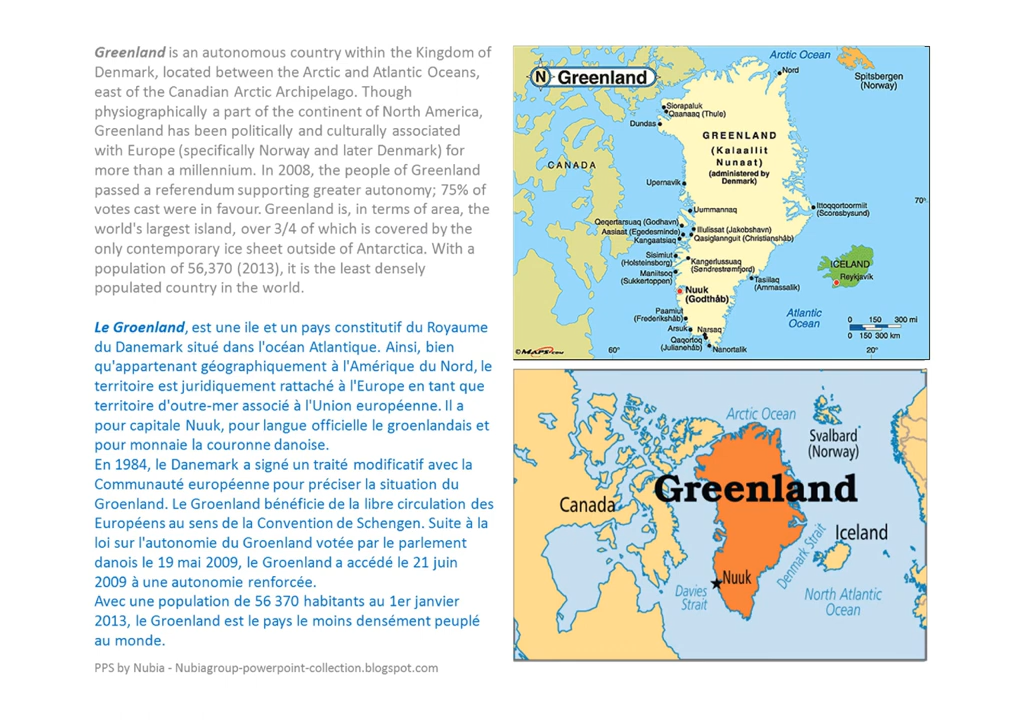 Greenland is an autonomous country within the Kingdom of
Denmark, located between the Arctic and Atlantic Oceans,
east of the Canadian Arctic Archipelago. Though
physiographically a part of the continent of North America,
Greenland has been politically and culturally associated
with Europe (specifically Norway and later Denmark) for
more than a millennium. In 2008, the people of Greenland
passed a referendum supporting greater autonomy; 75% of
votes cast were in favour. Greenland is, in terms of area, the
world's largest island, over 3/4 of which is covered by the
only contemporary ice sheet outside of Antarctica. With a
population of 56,370 (2013), it is the least densely
populated country in the world.
Le Groenland, est une ile et un pays constitutif du Royaume
du Danemark situé dans l'océan Atlantique. Ainsi, bien
qu'appartenant géographiquement à l'Amérique du Nord, le
territoire est juridiquement rattaché à l'Europe en tant que
territoire d'outre-mer associé à l'Union européenne. Il a
pour capitale Nuuk, pour langue officielle le groenlandais et
pour monnaie la couronne danoise.
En 1984, le Danemark a signé un traité modificatif avec la
Communauté européenne pour préciser la situation du
Groenland. Le Groenland bénéficie de la libre circulation des
Européens au sens de la Convention de Schengen. Suite à la
loi sur l'autonomie du Groenland votée par le parlement
danois le 19 mai 2009, le Groenland a accédé le 21 juin
2009 à une autonomie renforcée.
Avec une population de 56 370 habitants au 1er janvier
2013, le Groenland est le pays le moins densément peuplé
au monde.
PPS by Nubia - Nubiagroup-powerpoint-collection.blogspot.com
N Greenland
Arctic Ocean
Nord
Spitsbergen
(Norway)
Siorapaluk
Qaanaaq (Thule)
Dundas
GREENLAND
(Kalaallit
Nunaat)
(administered by
Denmark)
CANADA
Upernavik
Uummannaq
Ittoqqortoormiit
(Scoresbysund)
70°
Qeqertarsuaq (Godhavn)
Aaslaat (Egedesminde)
Kangaatsiaq
Illulissat (Jakobshavn)
Qasigiannguit (Christianshåb)
Sisimiut
(Holsteinsborg)
Kangerlussuaq
(Søndrestrømfjord)
Maniitsoq
(Sukkertoppen)
Tasiilaq
(Ammassalik)
ICELAND
Reykjavik
Nuuk
(Godthåb)
Paamiut
(Frederikshåb)
Arsuk
Narsaq
Qaqortoq
(Julianehåb)
Nanortalik
Atlantic
Ocean
0 150 300 mi
0 150 300 km
©MAPS.com
60°
20°
Arctic Ocean
Svalbard
(Norway)
Greenland
Canada
Iceland
Denmark Strait
Nuuk
Davies
Strait
North Atlantic
Ocean